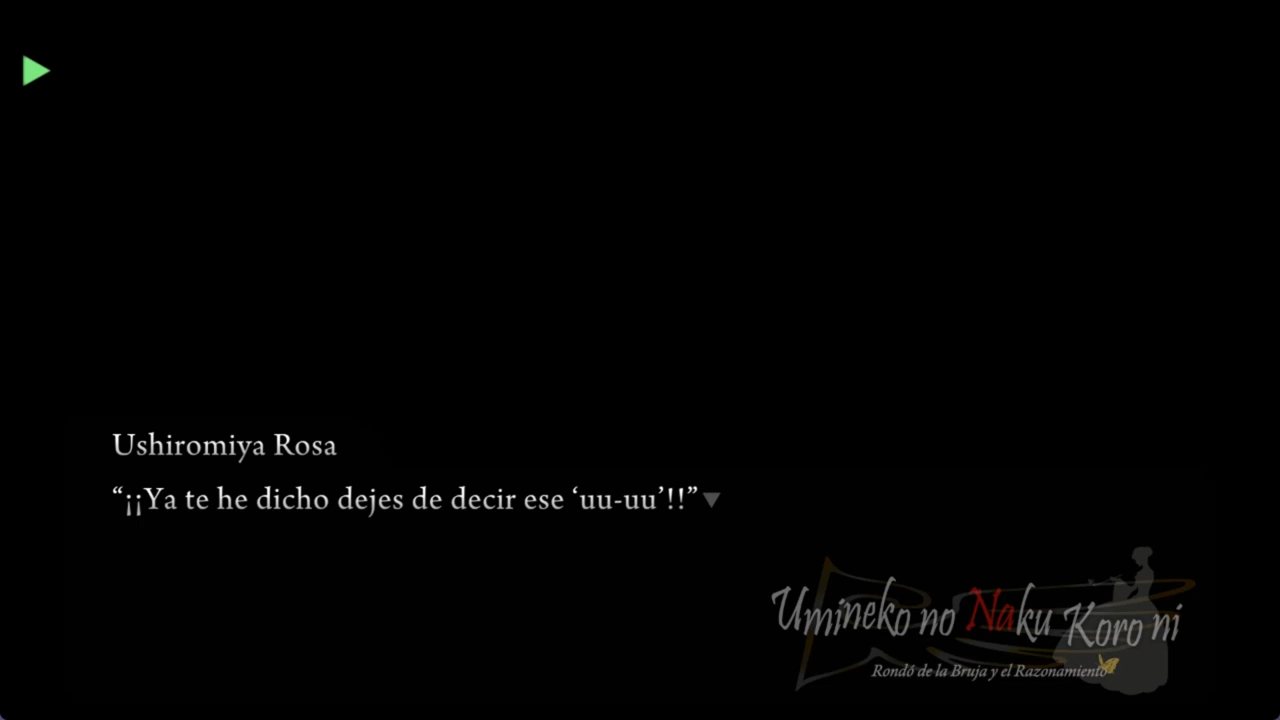 Ushiromiya Rosa
“¡¡Ya te he dicho dejes de decir ese ‘uu-uu’!!”
Umineko no Naku Koro ni
Rondó de la Bruja y el Razonamiento